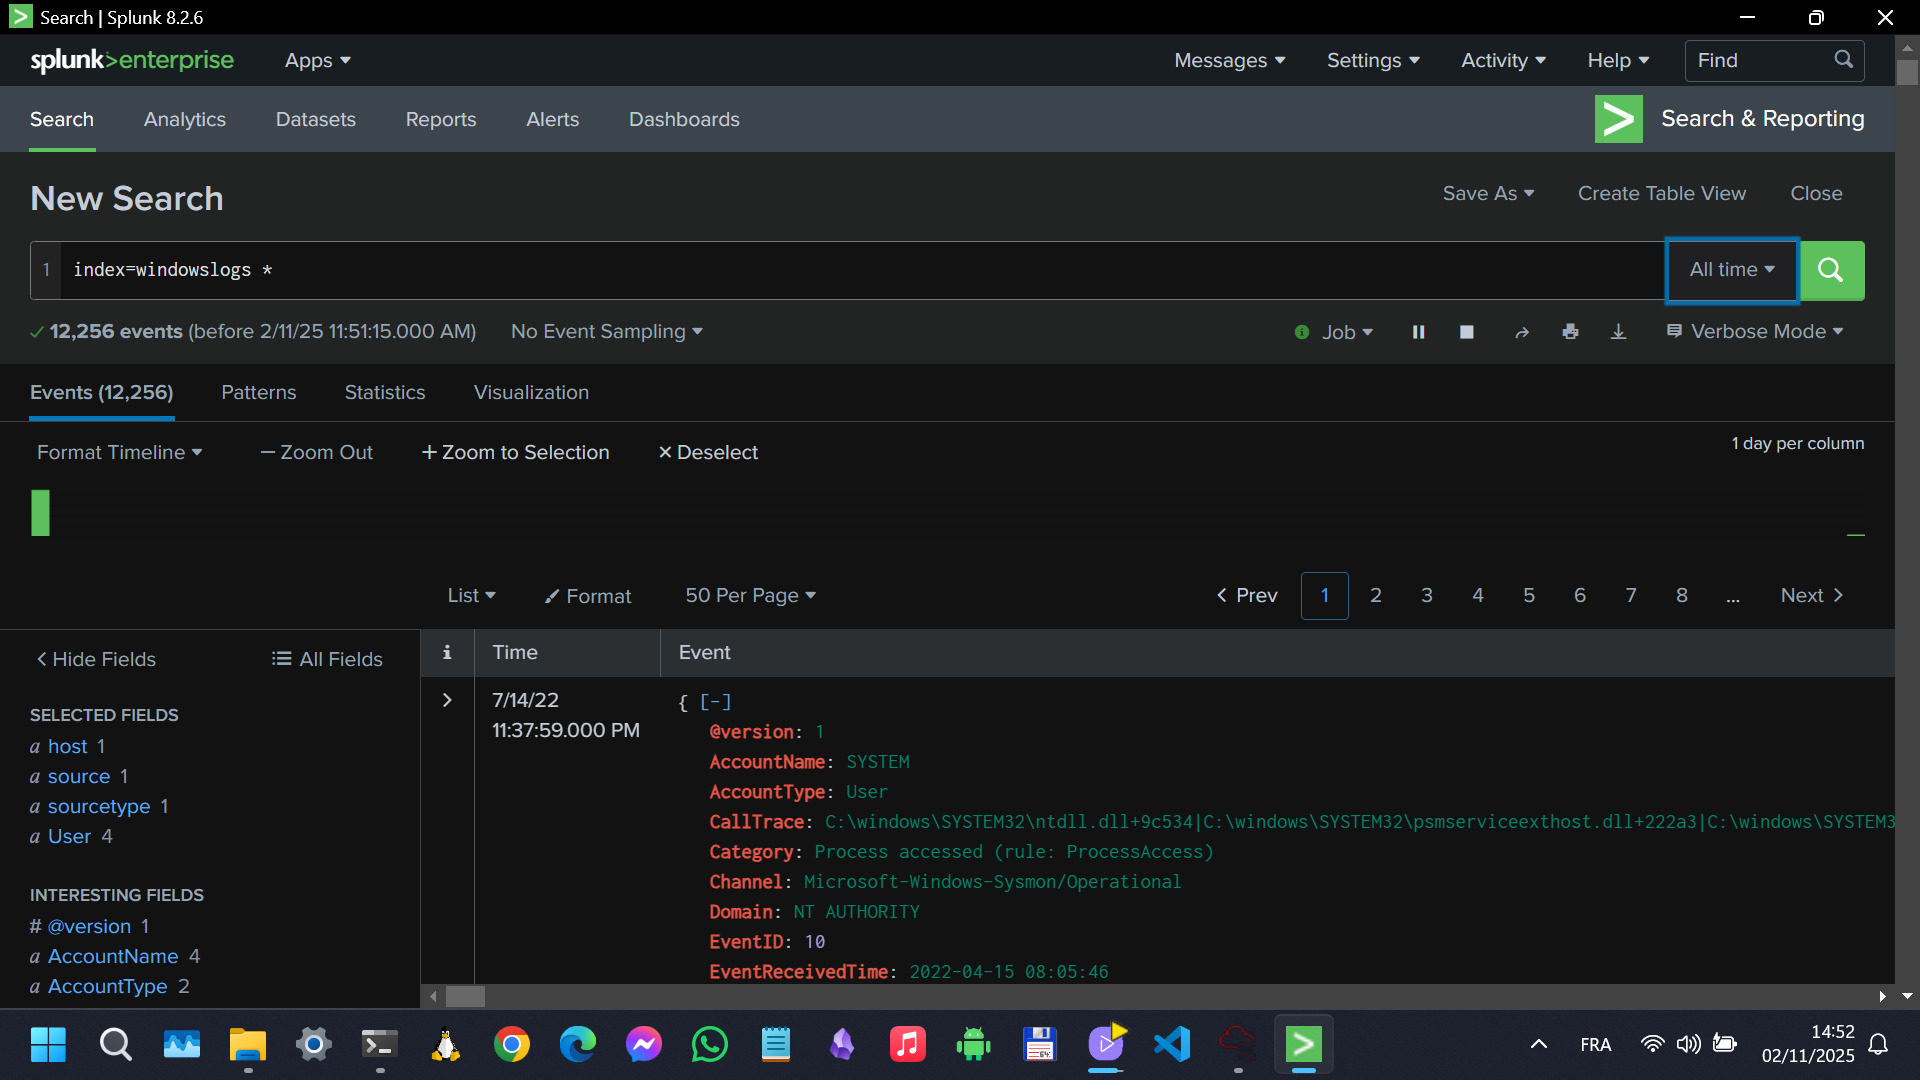 Search | Splunk 8.2.6
splunk>enterprise Apps Messages Settings Activity Help Find
Search Analytics Datasets Reports Alerts Dashboards Search & Reporting
New Search Save As Create Table View Close
1 index=windowslogs * All time
12,256 events (before 2/11/25 11:51:15.000 AM) No Event Sampling Job Verbose Mode
Events (12,256) Patterns Statistics Visualization
Format Timeline — Zoom Out + Zoom to Selection × Deselect 1 day per column
List Format 50 Per Page < Prev 1 2 3 4 5 6 7 8 ... Next >
< Hide Fields All Fields i Time Event
SELECTED FIELDS
a host 1
a source 1
a sourcetype 1
a User 4
INTERESTING FIELDS
# @version 1
a AccountName 4
a AccountType 2
> 7/14/22
11:37:59.000 PM
{ [-]
@version: 1
AccountName: SYSTEM
AccountType: User
CallTrace: C:\windows\SYSTEM32\ntdll.dll+9c534|C:\windows\SYSTEM32\psmserviceexthost.dll+222a3|C:\windows\SYSTEM3
Category: Process accessed (rule: ProcessAccess)
Channel: Microsoft-Windows-Sysmon/Operational
Domain: NT AUTHORITY
EventID: 10
EventReceivedTime: 2022-04-15 08:05:46
64
FRA 14:52
02/11/2025